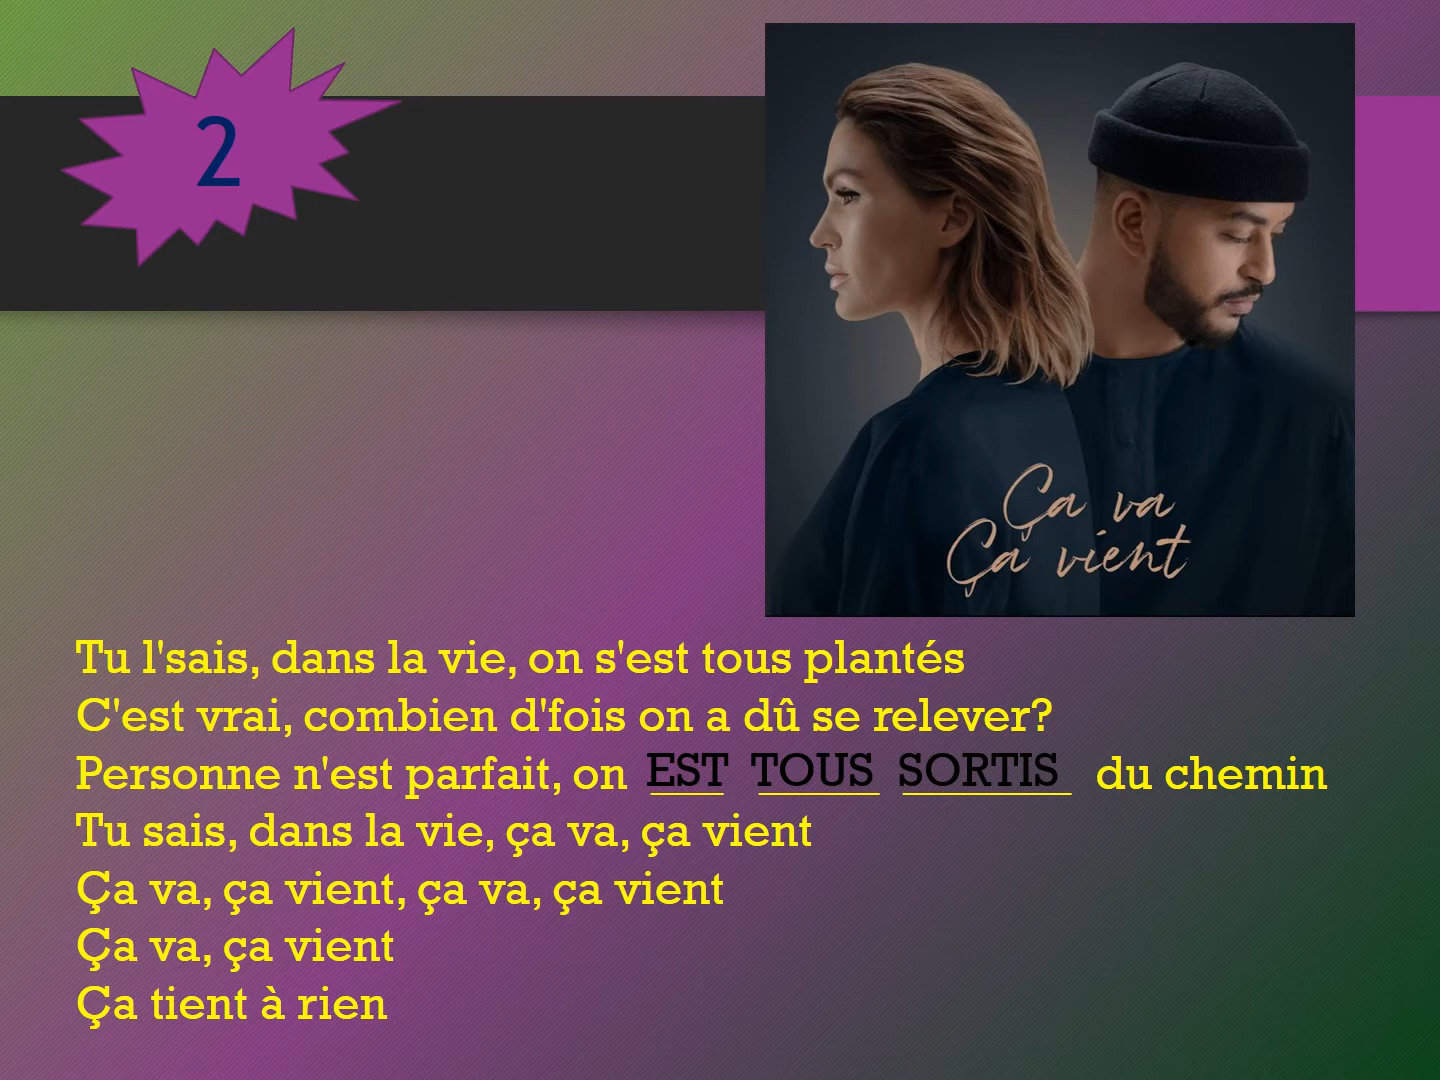 2
Ça va
Ça vient
Tu l'sais, dans la vie, on s'est tous plantés
C'est vrai, combien d'fois on a dû se relever?
Personne n'est parfait, on EST TOUS SORTIS du chemin
Tu sais, dans la vie, ça va, ça vient
Ça va, ça vient, ça va, ça vient
Ça va, ça vient
Ça tient à rien